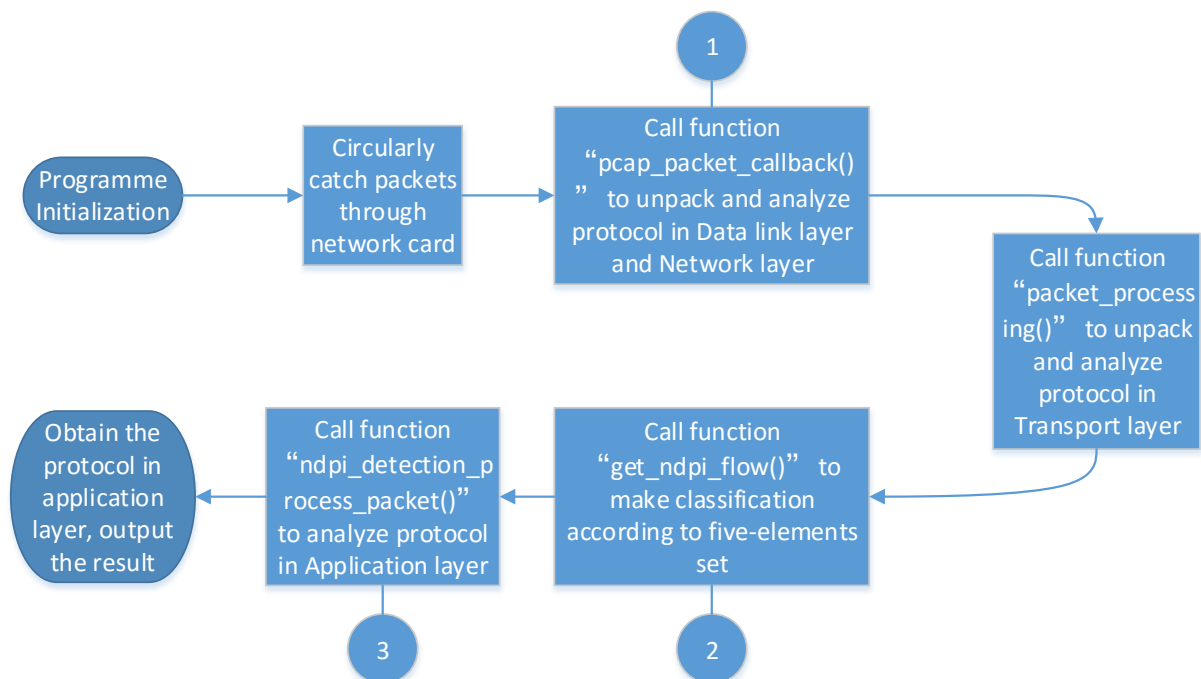 1
Programme
Initialization
Circularly
catch packets
through
network card
Call function
“pcap_packet_callback()
” to unpack and analyze
protocol in Data link layer
and Network layer
Call function
“packet_process
ing()” to unpack
and analyze
protocol in
Transport layer
Call function
“get_ndpi_flow()” to
make classification
according to five-elements
set
2
Call function
“ndpi_detection_p
rocess_packet()”
to analyze protocol
in Application layer
3
Obtain the
protocol in
application
layer, output
the result